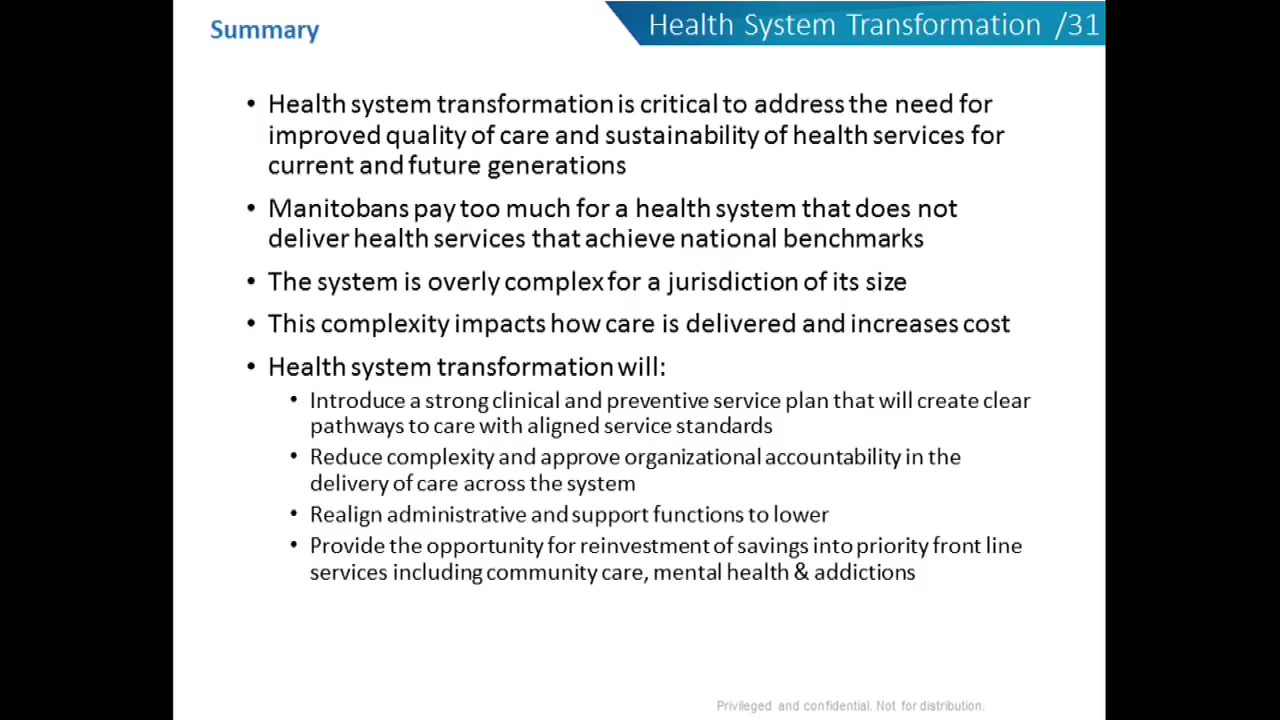 Summary
Health System Transformation /31
• Health system transformation is critical to address the need for
improved quality of care and sustainability of health services for
current and future generations
• Manitobans pay too much for a health system that does not
deliver health services that achieve national benchmarks
• The system is overly complex for a jurisdiction of its size
• This complexity impacts how care is delivered and increases cost
• Health system transformation will:
• Introduce a strong clinical and preventive service plan that will create clear
pathways to care with aligned service standards
• Reduce complexity and approve organizational accountability in the
delivery of care across the system
• Realign administrative and support functions to lower
• Provide the opportunity for reinvestment of savings into priority front line
services including community care, mental health & addictions
Privileged and confidential. Not for distribution.